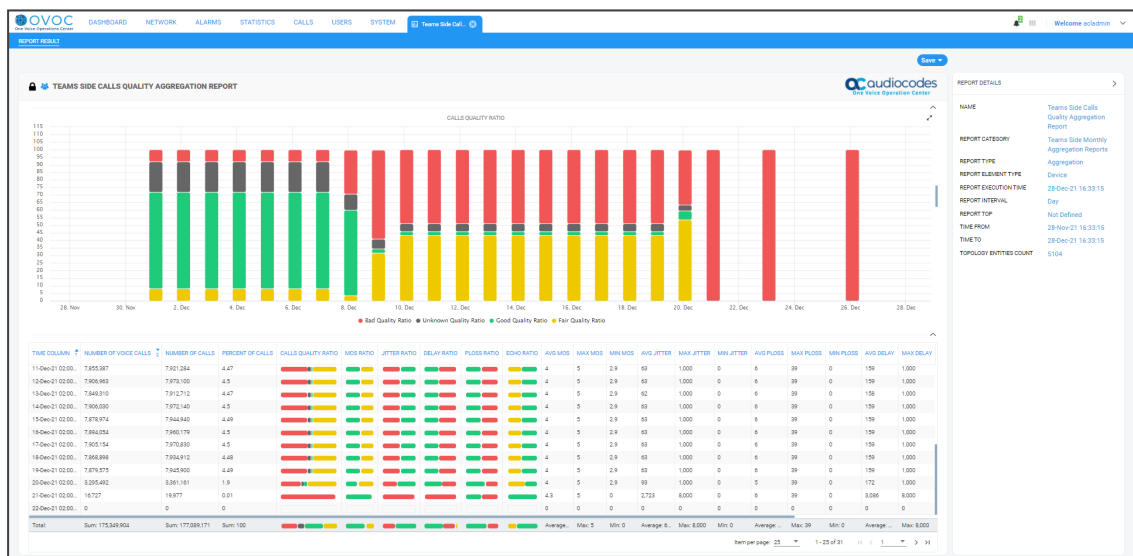 OVOC
One Voice Operations Center
DASHBOARD NETWORK ALARMS STATISTICS CALLS USERS SYSTEM Teams Side Call... Welcome acladmin
REPORT RESULT
Save
TEAMS SIDE CALLS QUALITY AGGREGATION REPORT
audiocodes
One Voice Operation Center
CALLS QUALITY RATIO
115
110
105
100
95
90
85
80
75
70
65
60
55
50
45
40
35
30
25
20
15
10
5
0
28. Nov 30. Nov 2. Dec 4. Dec 6. Dec 8. Dec 10. Dec 12. Dec 14. Dec 16. Dec 18. Dec 20. Dec 22. Dec 24. Dec 26. Dec 28. Dec
Bad Quality Ratio Unknown Quality Ratio Good Quality Ratio Fair Quality Ratio
TIME COLUMN NUMBER OF VOICE CALLS NUMBER OF CALLS PERCENT OF CALLS CALLS QUALITY RATIO MOS RATIO JITTER RATIO DELAY RATIO PLOSS RATIO ECHO RATIO AVG MOS MAX MOS MIN MOS AVG JITTER MAX JITTER MIN JITTER AVG PLOSS MAX PLOSS MIN PLOSS AVG DELAY MAX DELAY
11-Dec-21 02:00... 7,855,387 7,921,284 4.47 4 5 2.9 63 1,000 0 6 39 0 159 1,000
12-Dec-21 02:00... 7,906,963 7,973,100 4.5 4 5 2.9 63 1,000 0 6 39 0 159 1,000
13-Dec-21 02:00... 7,849,310 7,912,712 4.47 4 5 2.9 62 1,000 0 6 39 0 158 1,000
14-Dec-21 02:00... 7,906,030 7,972,140 4.5 4 5 2.9 63 1,000 0 6 39 0 159 1,000
15-Dec-21 02:00... 7,878,974 7,944,940 4.49 4 5 2.9 63 1,000 0 6 39 0 159 1,000
16-Dec-21 02:00... 7,894,054 7,960,179 4.5 4 5 2.9 63 1,000 0 6 39 0 159 1,000
17-Dec-21 02:00... 7,905,154 7,970,830 4.5 4 5 2.9 63 1,000 0 6 39 0 159 1,000
18-Dec-21 02:00... 7,868,898 7,934,912 4.48 4 5 2.9 63 1,000 0 6 39 0 159 1,000
19-Dec-21 02:00... 7,879,575 7,945,900 4.49 4 5 2.9 63 1,000 0 6 39 0 159 1,000
20-Dec-21 02:00... 3,295,492 3,361,161 1.9 4 5 2.9 93 1,000 0 5 39 0 172 1,000
21-Dec-21 02:00... 16,727 19,977 0.01 4.3 5 0 2,723 8,000 0 6 39 0 3,086 8,000
22-Dec-21 02:00... 0 0 0 0 0 0 0 0 0 0 0 0 0 0
Total: Sum: 175,349,904 Sum: 177,089,171 Sum: 100 Average... Max: 5 Min: 0 Average: 8... Max: 8,000 Min: 0 Average: ... Max: 39 Min: 0 Average: ... Max: 8,000
Item per page: 25 1 - 25 of 31 1
REPORT DETAILS
NAME Teams Side Calls
Quality Aggregation
Report
REPORT CATEGORY Teams Side Monthly
Aggregation Reports
REPORT TYPE Aggregation
REPORT ELEMENT TYPE Device
REPORT EXECUTION TIME 28-Dec-21 16:33:15
REPORT INTERVAL Day
REPORT TOP Not Defined
TIME FROM 28-Nov-21 16:33:15
TIME TO 28-Dec-21 16:33:15
TOPOLOGY ENTITIES COUNT 5104